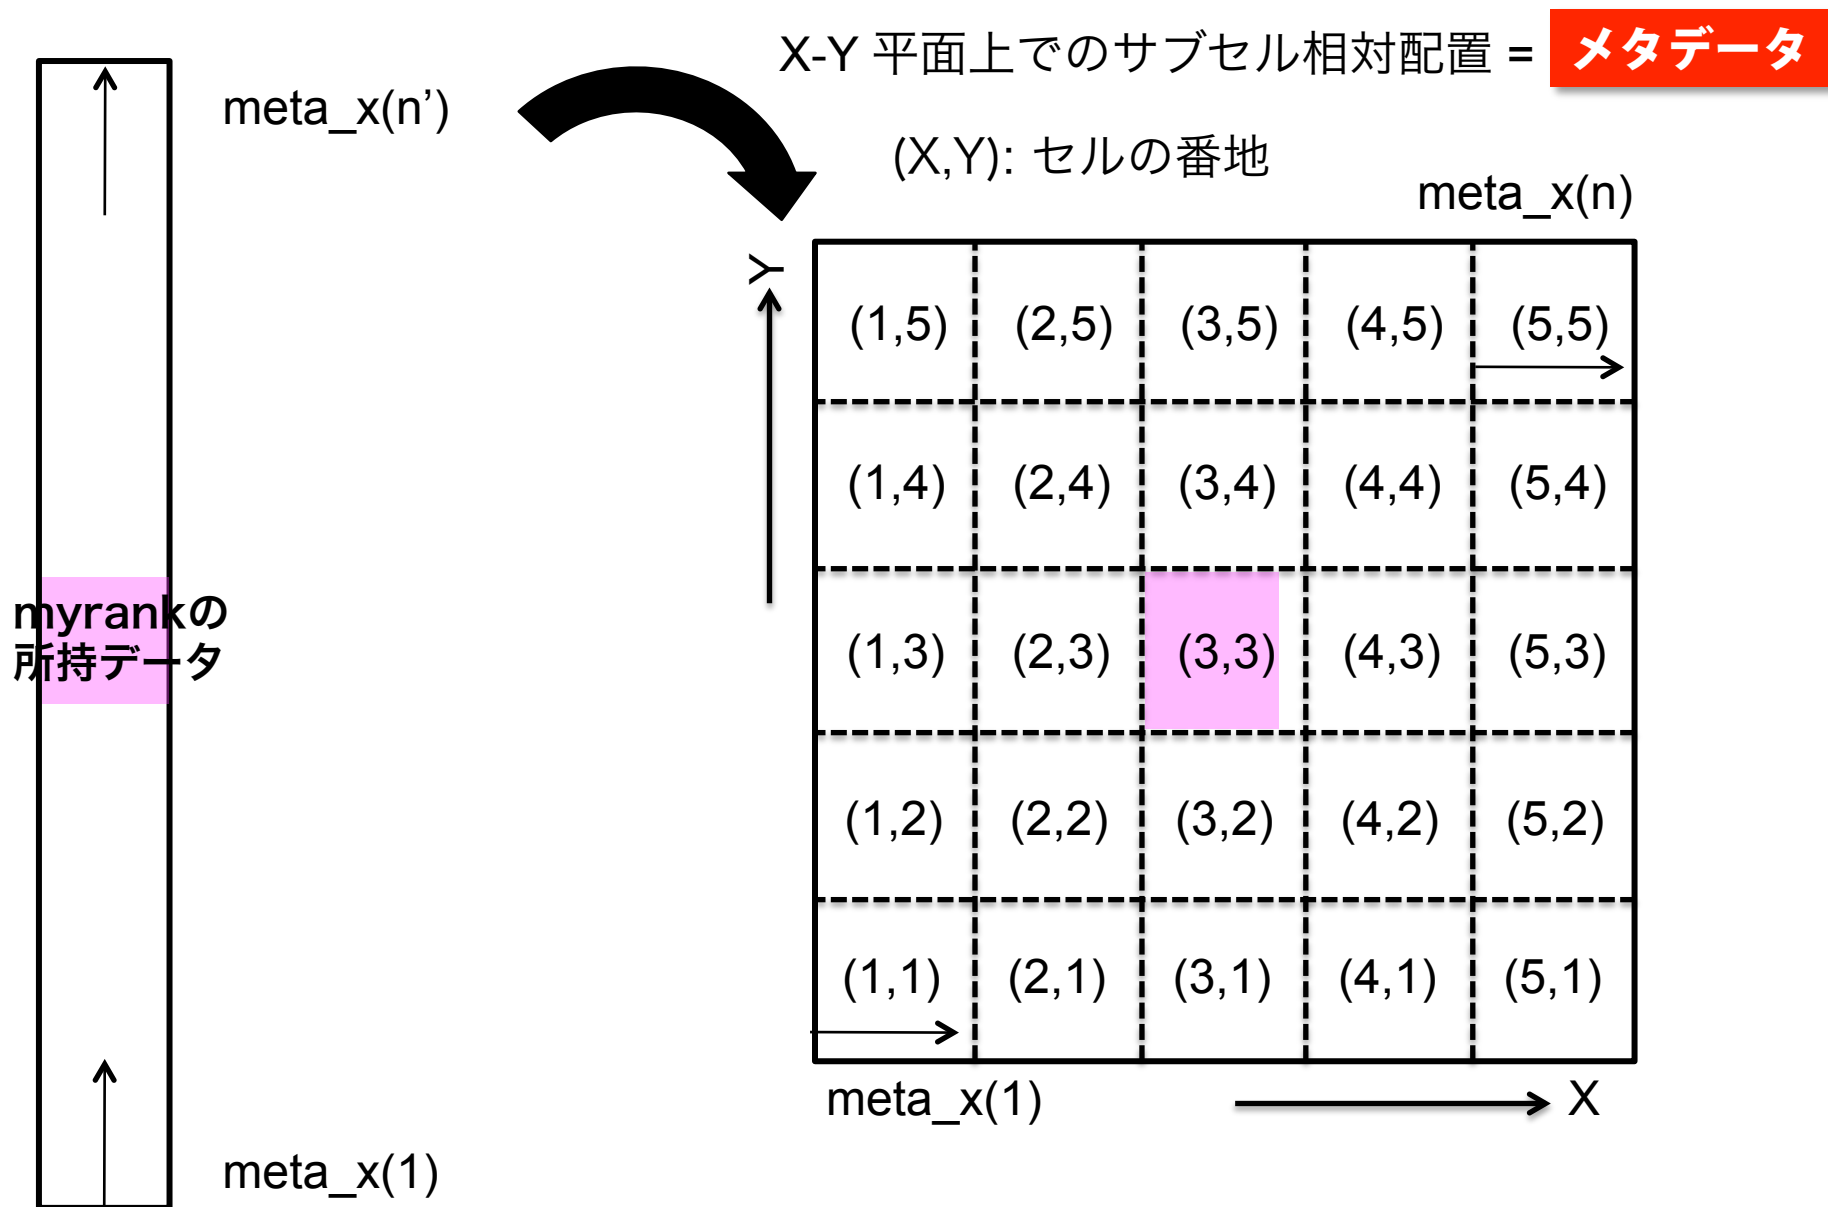 X-Y 平面上でのサブセル相対配置 = メタデータ
meta_x(n’)
(X,Y): セルの番地
meta_x(n)
Y
(1,5) (2,5) (3,5) (4,5) (5,5)
(1,4) (2,4) (3,4) (4,4) (5,4)
myrankの
所持データ
(1,3) (2,3) (3,3) (4,3) (5,3)
(1,2) (2,2) (3,2) (4,2) (5,2)
(1,1) (2,1) (3,1) (4,1) (5,1)
meta_x(1)
X
meta_x(1)